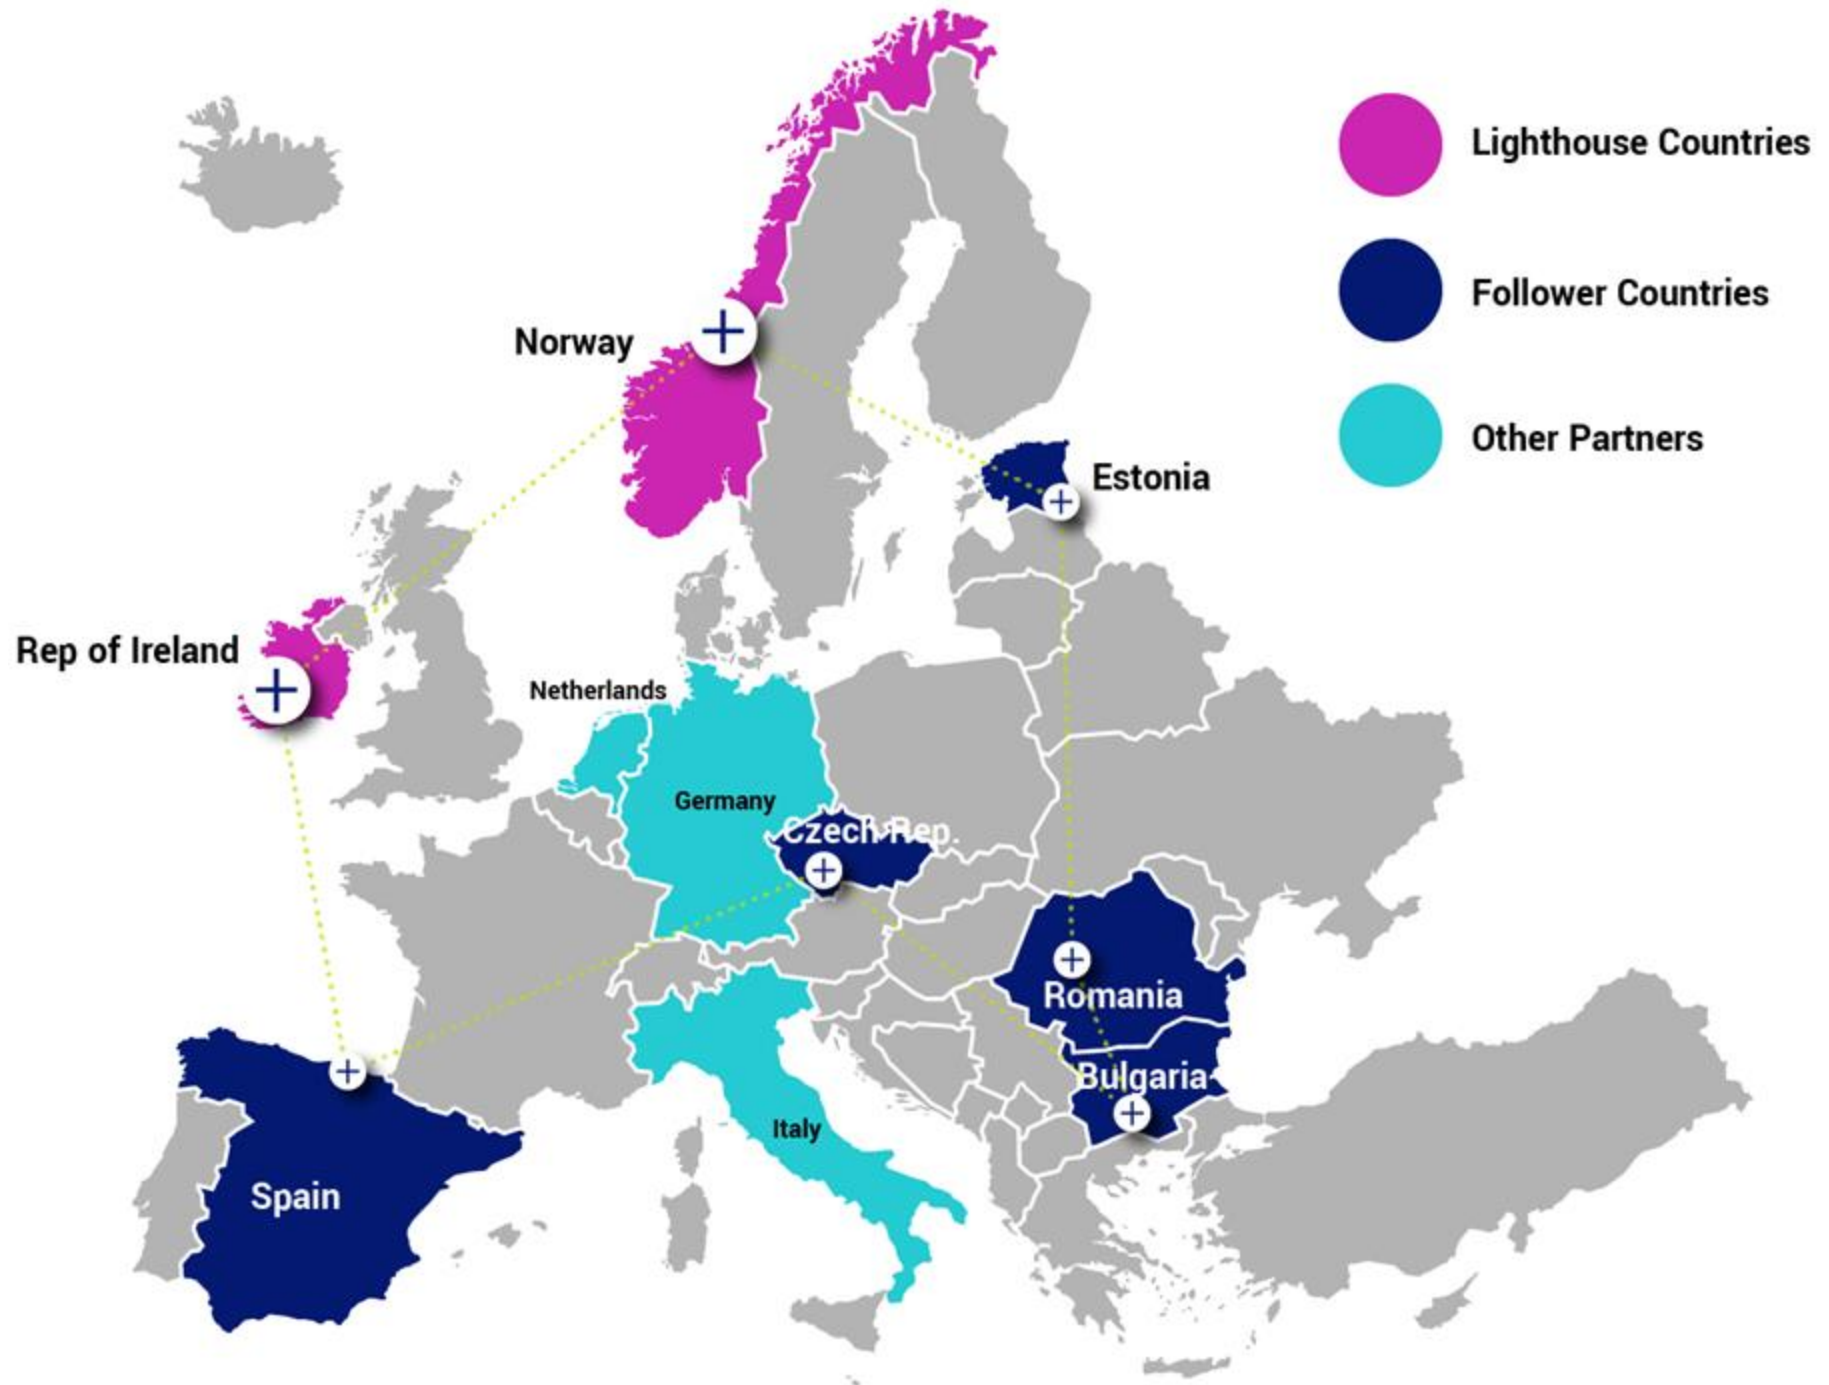 Lighthouse Countries
Follower Countries
Other Partners
Norway
Estonia
Rep of Ireland
Netherlands
Germany
Czech Rep.
Romania
Bulgaria
Italy
Spain